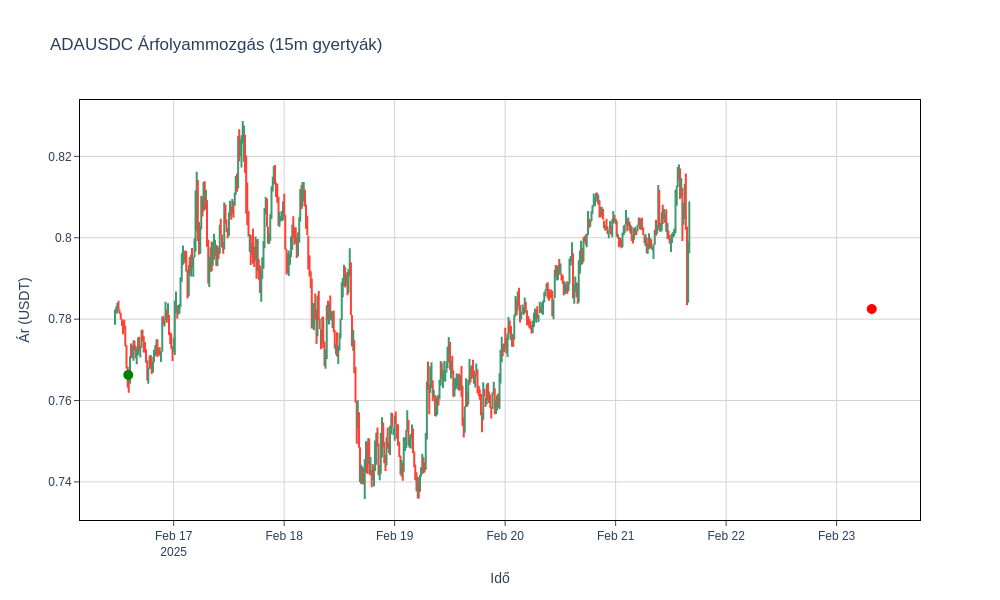 ADAUSDC Árfolyammozgás (15m gyertyák)
Ár (USDT)
0.82
0.8
0.78
0.76
0.74
Feb 17
2025
Feb 18
Feb 19
Feb 20
Feb 21
Feb 22
Feb 23
Idő